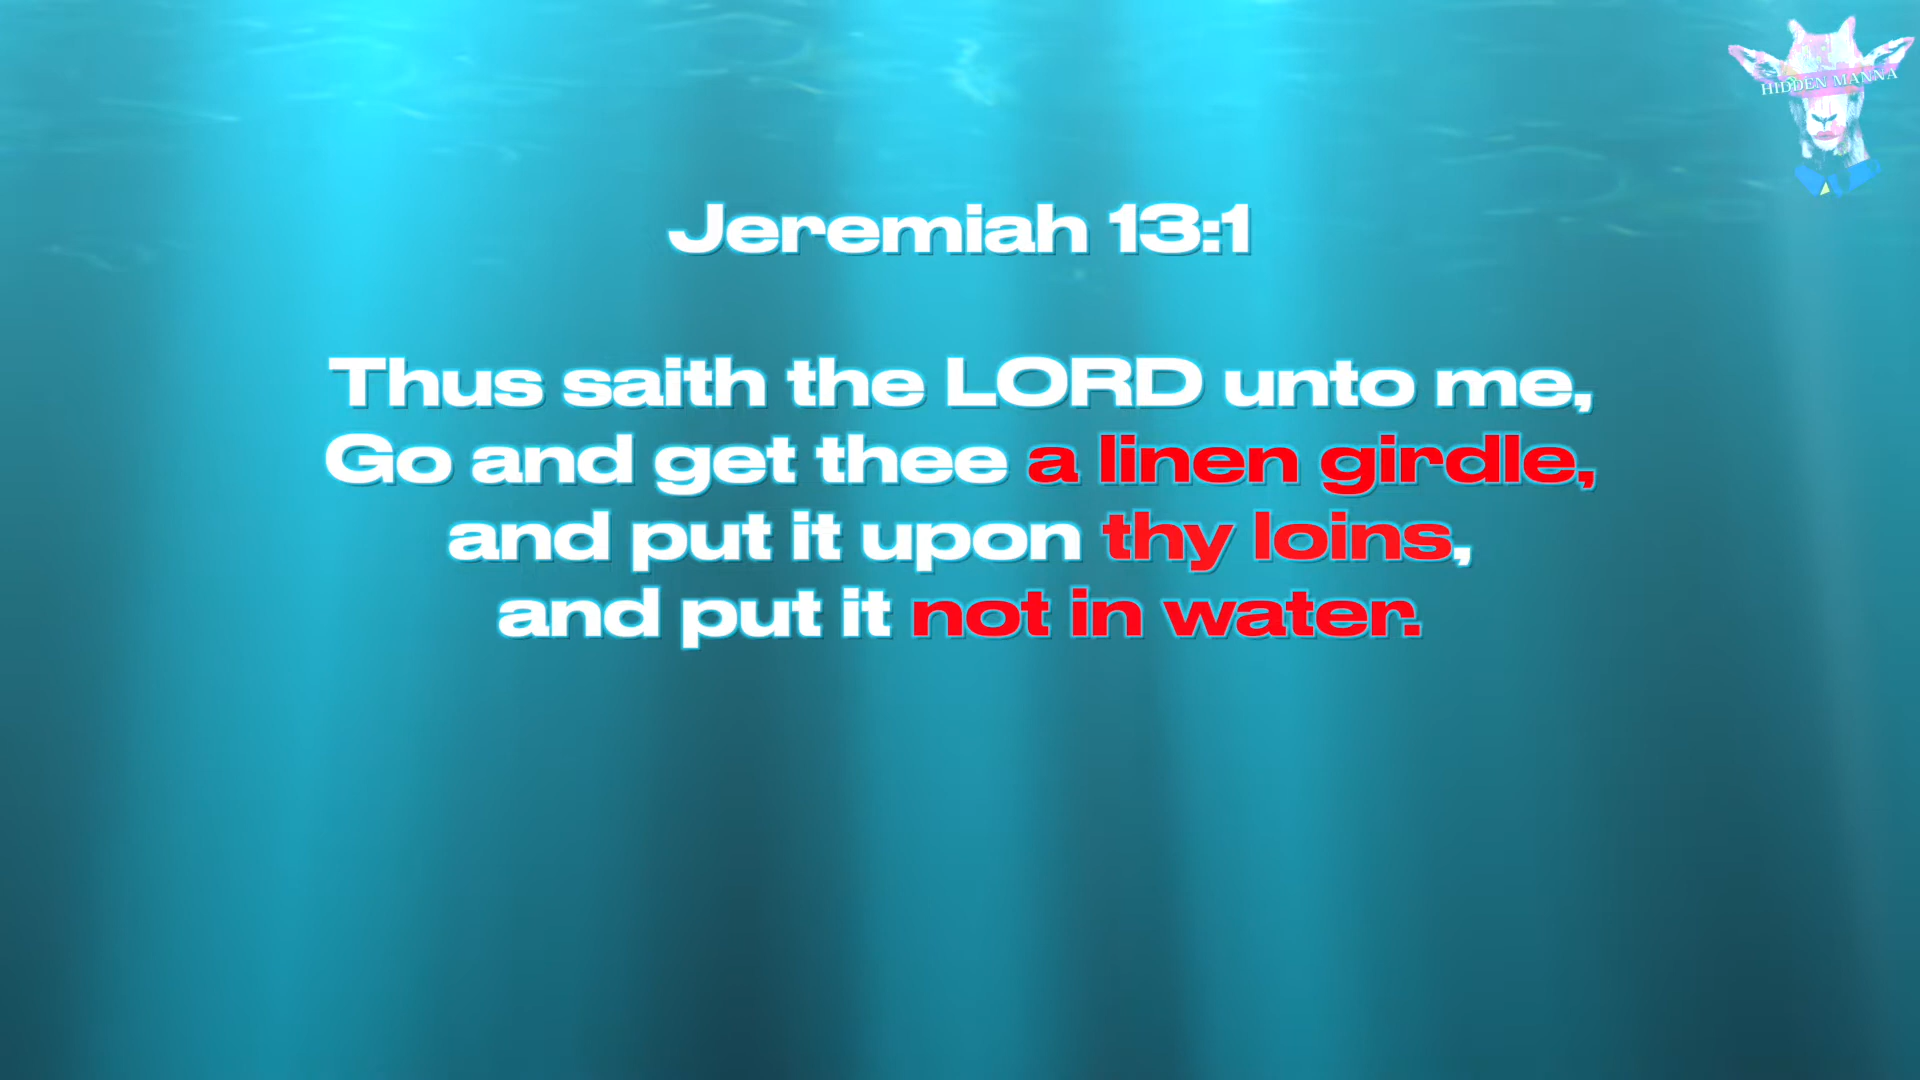 HIDDEN MANNA
Jeremiah 13:1
Thus saith the LORD unto me,
Go and get thee a linen girdle,
and put it upon thy loins,
and put it not in water.